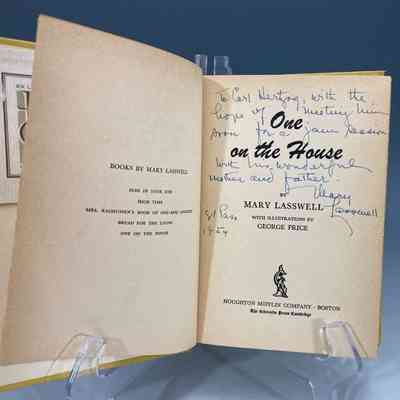 BOOKS BY MARY LASSWELL
SUDS IN YOUR EYE
HIGH TIME
MRS. RASMUSSEN'S BOOK OF ONE-ARM COOKERY
BREAD FOR THE LIVING
ONE ON THE HOUSE
To Carl Hertzog, with the
hope of meeting him
soon for a jam session
with his wonderful
mother and father
Mary
Lasswell
El Paso
1954
One
on the House
BY
MARY LASSWELL
WITH ILLUSTRATIONS BY
GEORGE PRICE
HOUGHTON MIFFLIN COMPANY · BOSTON
The Riverside Press Cambridge